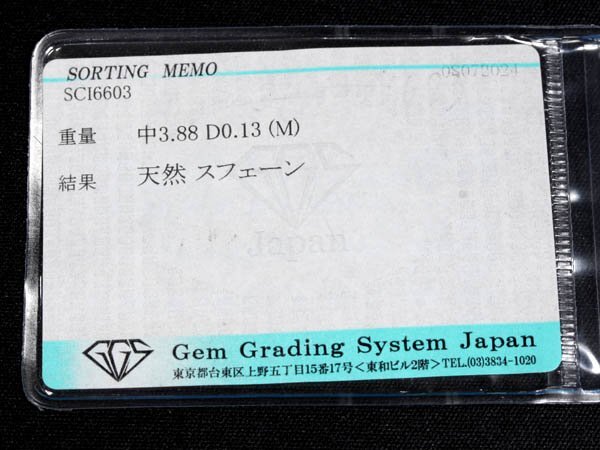 SORTING MEMO
0S072024
SCI6603
重量 中3.88 D0.13 (M)
結果 天然 スフェーン
Japan
GGS
Gem Grading System Japan
東京都台東区上野五丁目15番17号＜東和ビル2階＞TEL.(03)3834-1020